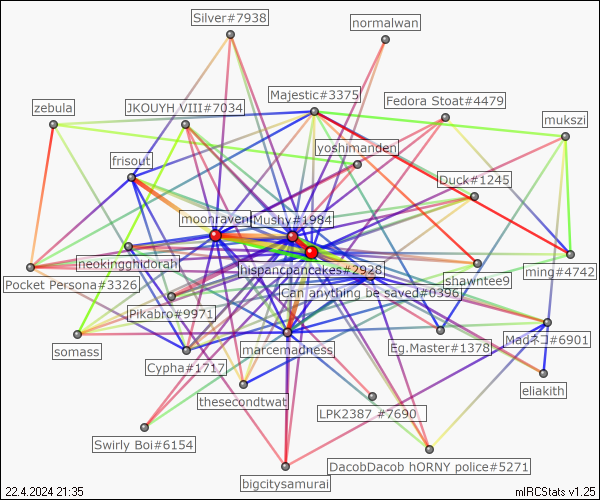 Silver#7938
normalwan
Majestic#3375
Fedora Stoat#4479
zebula
JKOUYH VIII#7034
mukszi
yoshimanden
frisout
Duck#1245
moonraven
Mushy#1984
neokingghidorah
hispancpancakes#2928
shawntee9
ming#4742
Pocket Persona#3326
Can anything be saved#0396
Pikabro#9971
somass
marcemadness
Eg.Master#1378
Madネコ#6901
Cypha#1717
eliakith
thesecondtwat
LPK2387 #7690
Swirly Boi#6154
DacobDacob hORNY police#5271
bigcitysamurai
22.4.2024 21:35
mIRCStats v1.25